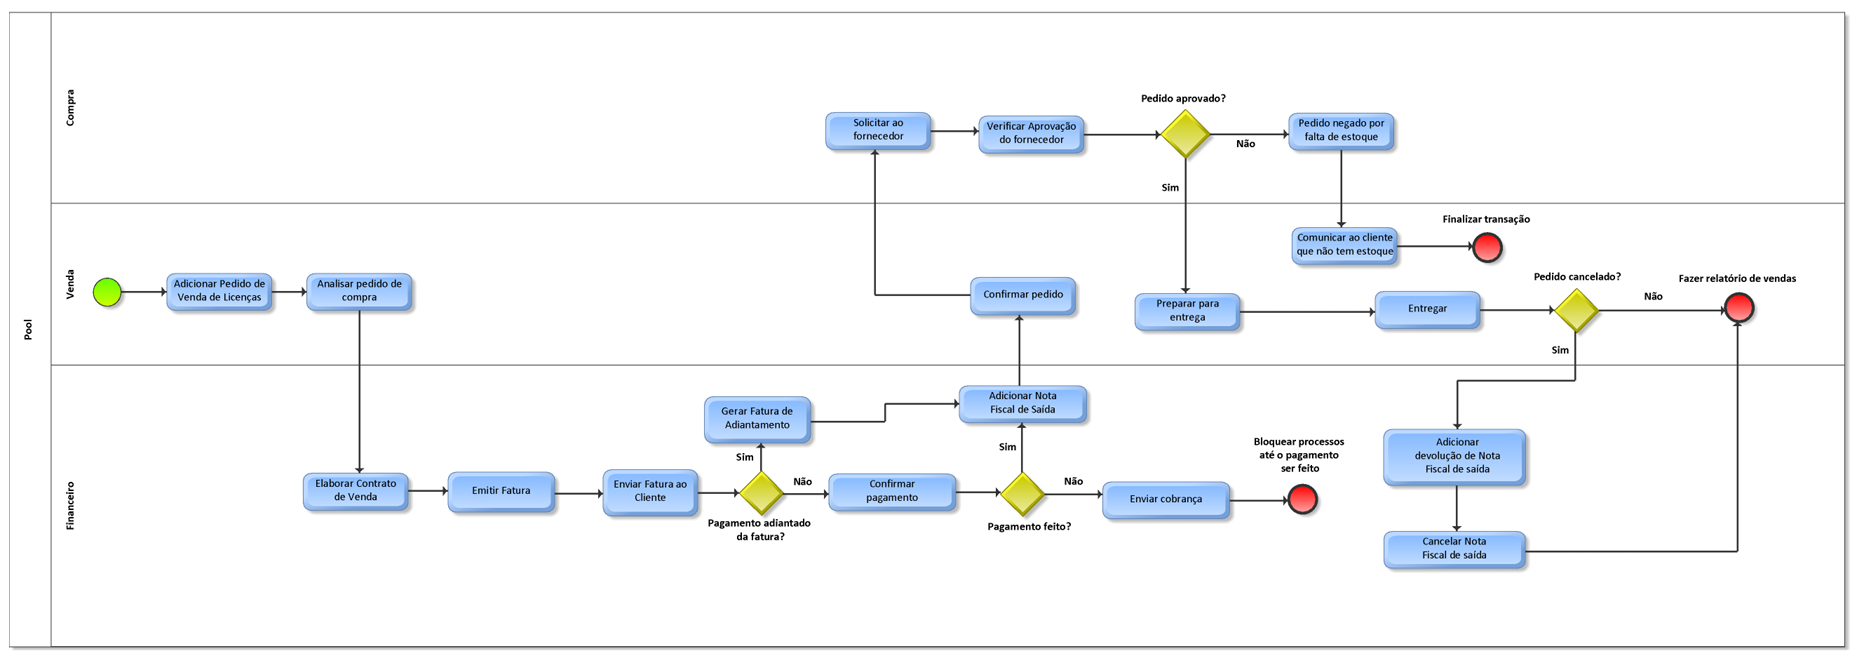 Pool
Compra
Solicitar ao
fornecedor
Verificar Aprovação
do fornecedor
Pedido aprovado?
Não
Sim
Pedido negado por
falta de estoque
Venda
Adicionar Pedido de
Venda de Licenças
Analisar pedido de
compra
Confirmar pedido
Preparar para
entrega
Comunicar ao cliente
que não tem estoque
Finalizar transação
Entregar
Pedido cancelado?
Não
Sim
Fazer relatório de vendas
Financeiro
Elaborar Contrato
de Venda
Emitir Fatura
Enviar Fatura ao
Cliente
Gerar Fatura de
Adiantamento
Sim
Não
Pagamento adiantado
da fatura?
Confirmar
pagamento
Adicionar Nota
Fiscal de Saída
Sim
Não
Pagamento feito?
Enviar cobrança
Bloquear processos
até o pagamento
ser feito
Adicionar
devolução de Nota
Fiscal de saída
Cancelar Nota
Fiscal de saída